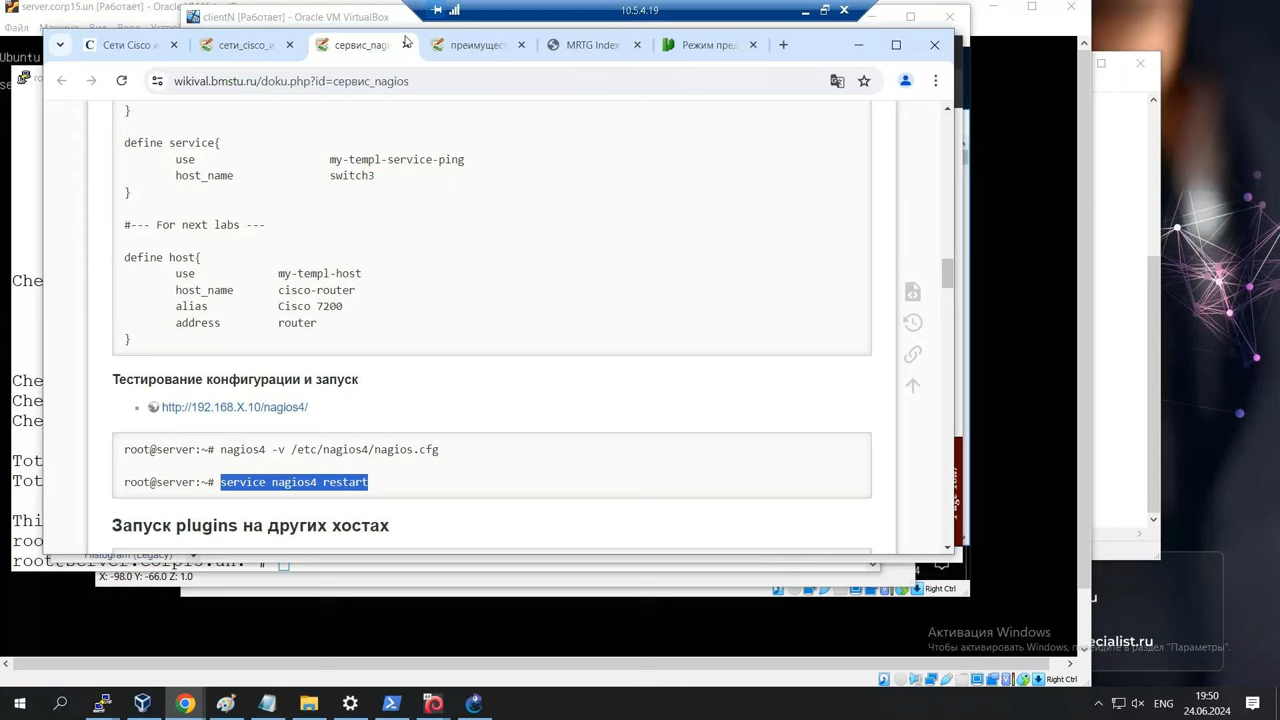 server.corp15.un [Работает] - Oracle VM VirtualBox
clientN [Работает] - Oracle VM VirtualBox
10.5.4.19
Файл
Ubuntu
Сети Cisco и
сети_cisco
сервис_nagi
преимущес
MRTG Index
Режим пред
wikival.bmstu.ru/doku.php?id=сервис_nagios
}
define service{
use my-templ-service-ping
host_name switch3
}
#--- For next labs ---
define host{
use my-templ-host
host_name cisco-router
alias Cisco 7200
address router
}
Тестирование конфигурации и запуск
http://192.168.X.10/nagios4/
root@server:~# nagios4 -v /etc/nagios4/nagios.cfg
root@server:~# service nagios4 restart
Запуск plugins на других хостах
Che
Che
Che
Che
Tot
Tot
Thi
roo
root@server.corp15.un:
Histogram (Legacy)
X: -98.0 Y: -66.0 Z: 1.0
Right Ctrl
Активация Windows
Чтобы активировать Windows, перейдите в раздел "Параметры".
ecialist.ru
Right Ctrl
ENG
19:50
24.06.2024